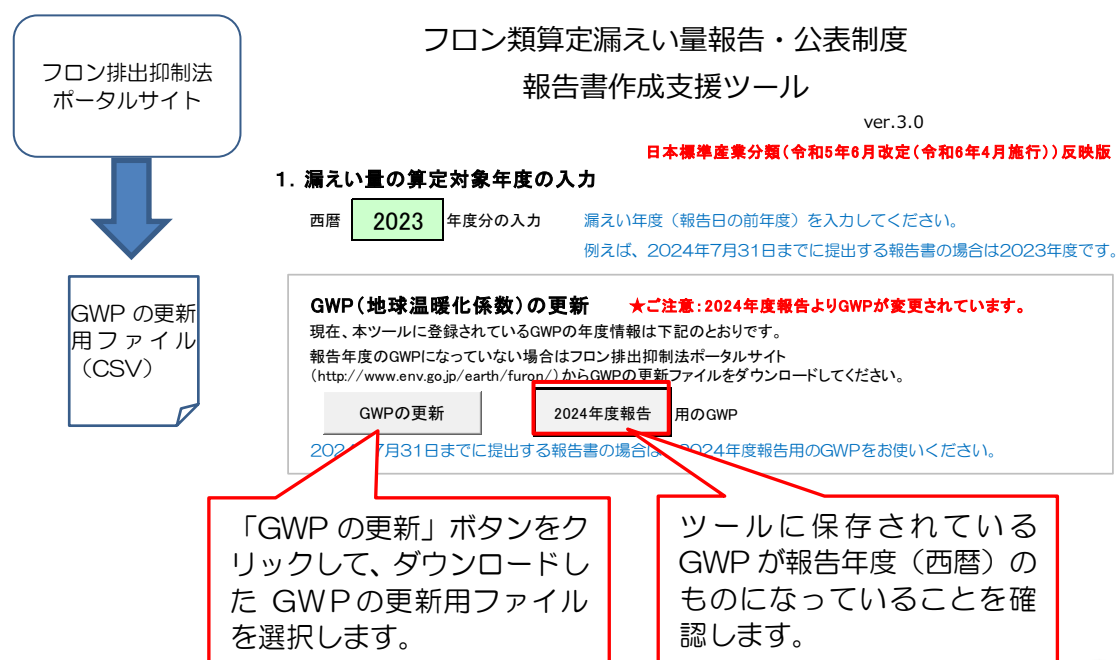 フロン排出抑制法
ポータルサイト
GWP の更新
用ファイル
（CSV）
フロン類算定漏えい量報告・公表制度
報告書作成支援ツール
ver.3.0
日本標準産業分類（令和5年6月改定（令和6年4月施行））反映版
1．漏えい量の算定対象年度の入力
西暦 2023 年度分の入力 漏えい年度（報告日の前年度）を入力してください。
例えば、2024年7月31日までに提出する報告書の場合は2023年度です。
GWP（地球温暖化係数）の更新 ★ご注意：2024年度報告よりGWPが変更されています。
現在、本ツールに登録されているGWPの年度情報は下記のとおりです。
報告年度のGWPになっていない場合はフロン排出抑制法ポータルサイト
（http://www.env.go.jp/earth/furon/）からGWPの更新ファイルをダウンロードしてください。
GWPの更新 2024年度報告 用のGWP
2024年7月31日までに提出する報告書の場合は 2024年度報告用のGWPをお使いください。
「GWP の更新」ボタンをク
リックして、ダウンロードし
た GWPの更新用ファイル
を選択します。
ツールに保存されている
GWP が報告年度（西暦）の
ものになっていることを確
認します。